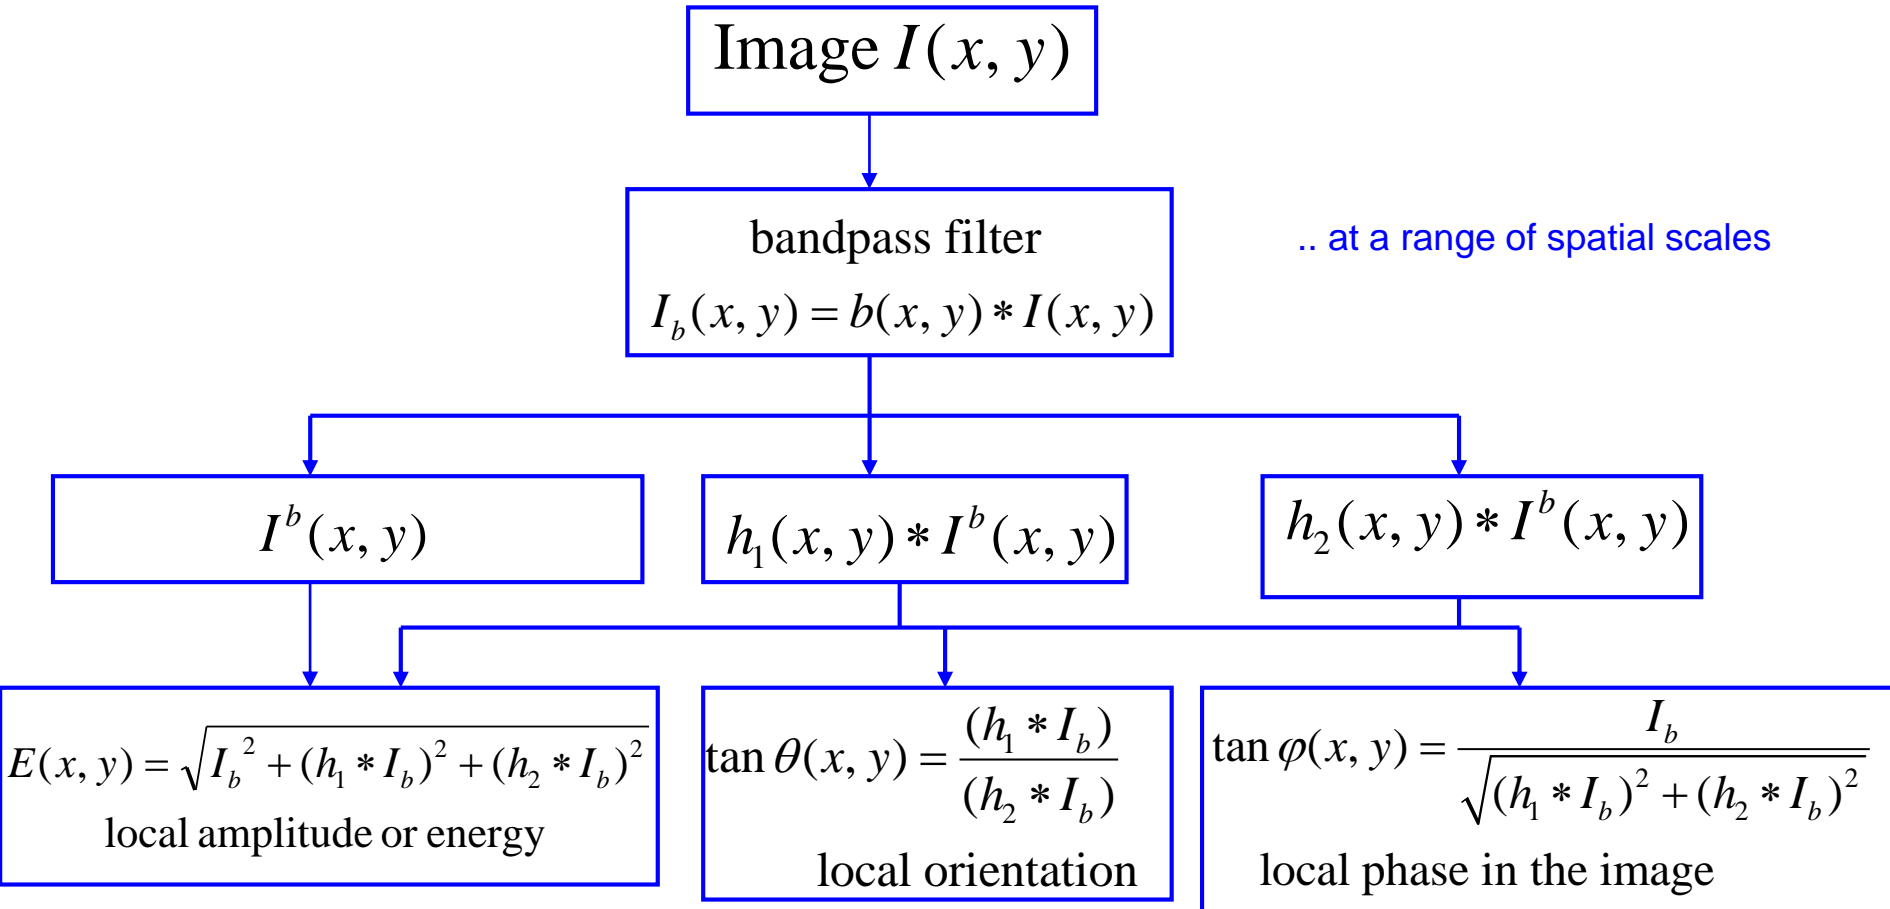 Image I(x, y)
bandpass filter
.. at a range of spatial scales
I_b(x, y) = b(x, y) * I(x, y)
I^b(x, y)
h_1(x, y) * I^b(x, y)
h_2(x, y) * I^b(x, y)
E(x, y) = √(I_b^2 + (h_1 * I_b)^2 + (h_2 * I_b)^2)
local amplitude or energy
tan θ(x, y) = (h_1 * I_b) / (h_2 * I_b)
local orientation
tan φ(x, y) = I_b / √((h_1 * I_b)^2 + (h_2 * I_b)^2)
local phase in the image